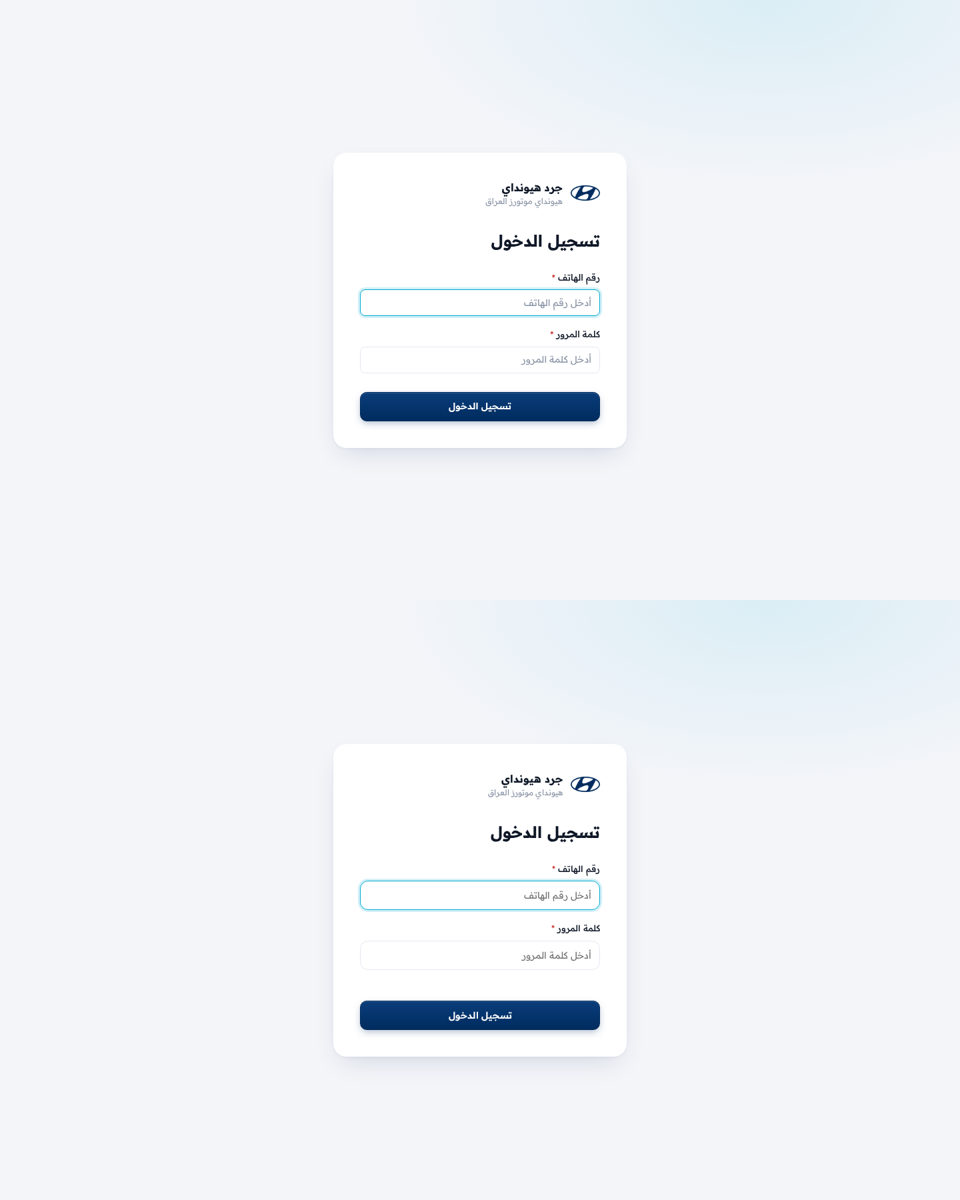 جرد هيونداي
هيونداي موتورز العراق
تسجيل الدخول
رقم الهاتف *
أدخل رقم الهاتف
كلمة المرور *
أدخل كلمة المرور
تسجيل الدخول
جرد هيونداي
هيونداي موتورز العراق
تسجيل الدخول
رقم الهاتف *
أدخل رقم الهاتف
كلمة المرور *
أدخل كلمة المرور
تسجيل الدخول